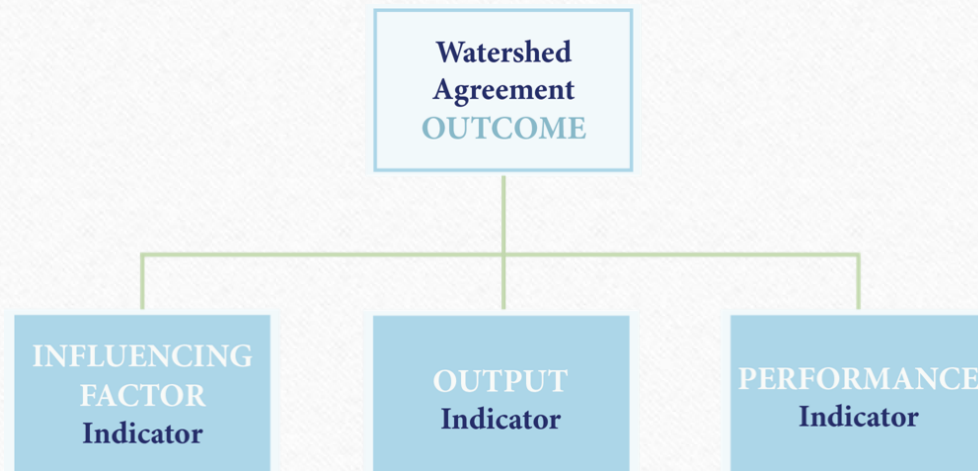 Watershed
Agreement
OUTCOME
INFLUENCING
FACTOR
Indicator
OUTPUT
Indicator
PERFORMANCE
Indicator